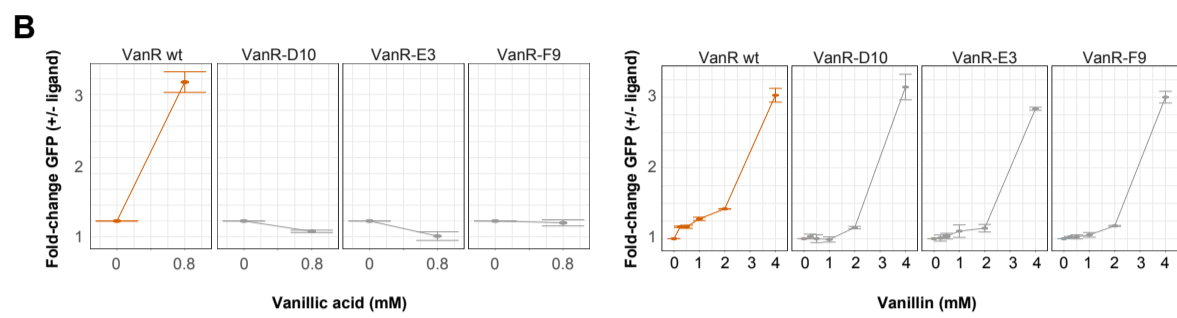 B
Fold-change GFP (+/- ligand)
VanR wt VanR-D10 VanR-E3 VanR-F9
3
2
1
0 0.8 0 0.8 0 0.8 0 0.8
Vanillic acid (mM)
Fold-change GFP (+/- ligand)
VanR wt VanR-D10 VanR-E3 VanR-F9
3
2
1
0 1 2 3 4 0 1 2 3 4 0 1 2 3 4 0 1 2 3 4
Vanillin (mM)